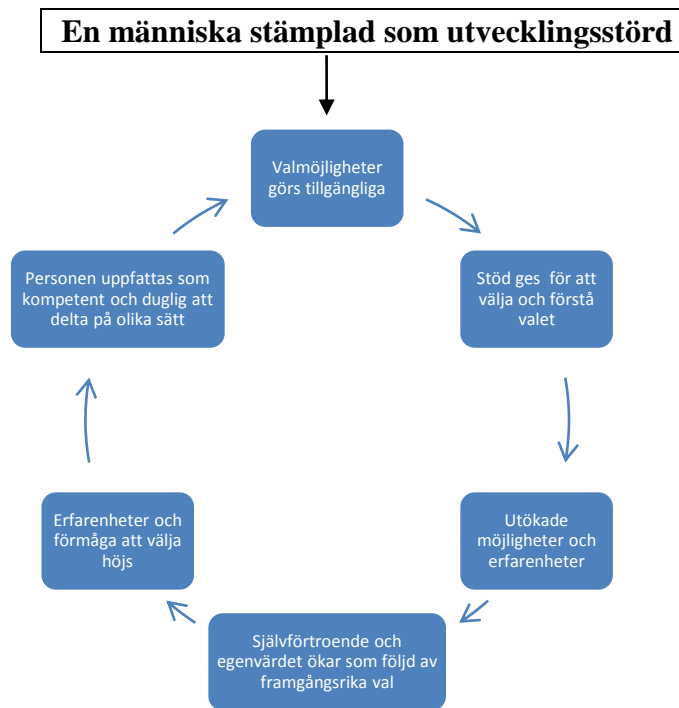 En människa stämplad som utvecklingsstörd
Valmöjligheter
görs tillgängliga
Stöd ges för att
välja och förstå
valet
Utökade
möjligheter och
erfarenheter
Självförtroende och
egenvärdet ökar som följd av
framgångsrika val
Erfarenheter och
förmåga att välja
höjs
Personen uppfattas som
kompetent och duglig att
delta på olika sätt